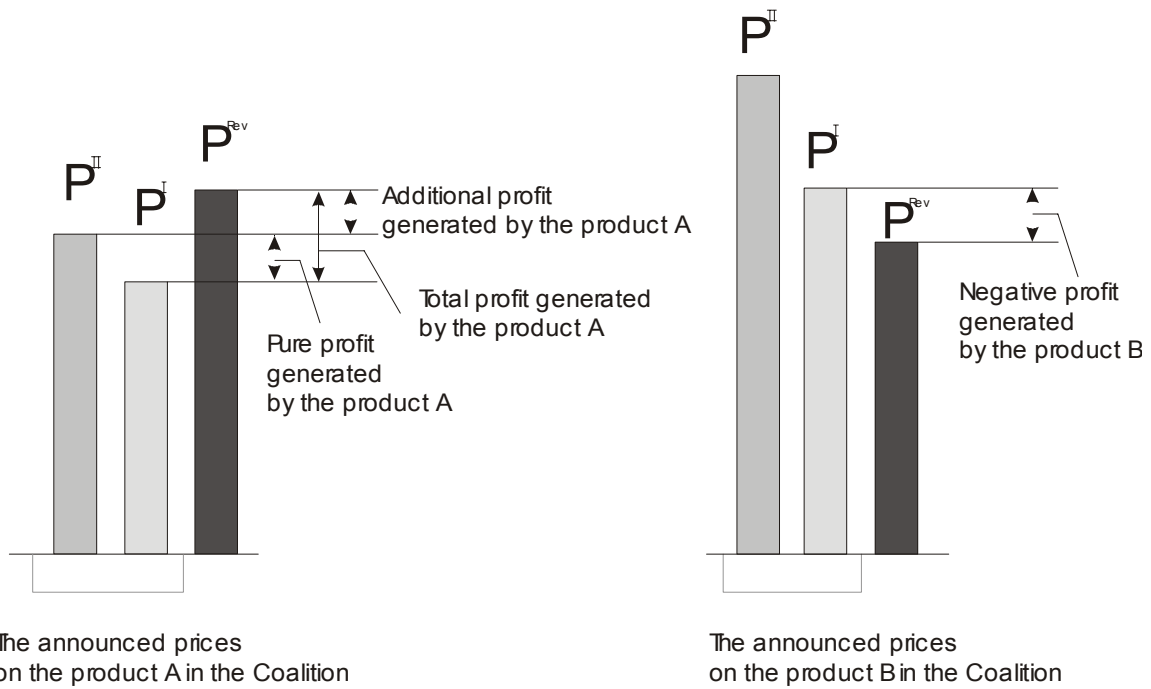 P^II
P^I
P^Rev
Additional profit
generated by the product A
Total profit generated
by the product A
Pure profit
generated
by the product A
The announced prices
on the product A in the Coalition
P^II
P^I
P^Rev
Negative profit
generated
by the product B
The announced prices
on the product B in the Coalition